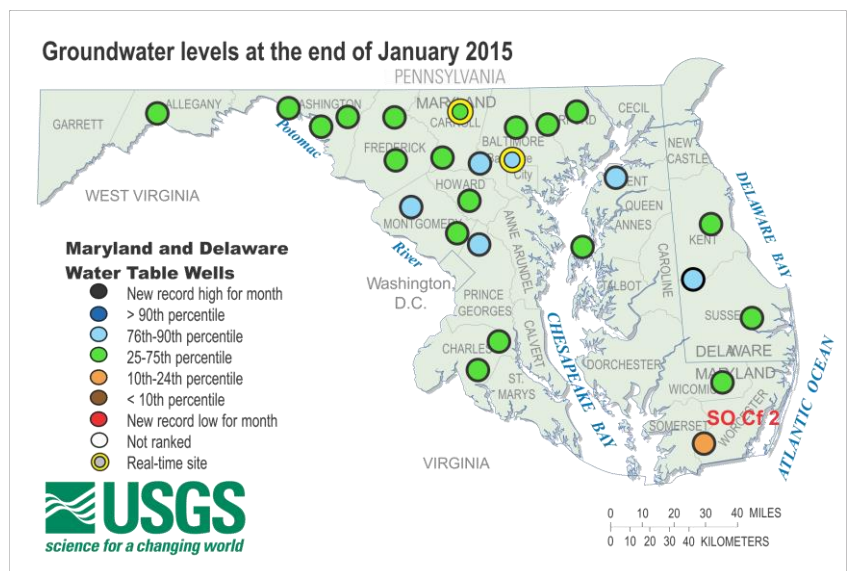 Groundwater levels at the end of January 2015
PENNSYLVANIA
MARYLAND
GARRETT
ALLEGANY
CARROLL
CECIL
Potomac
BALTIMORE
City
FREDERICK
NEW
CASTLE
HOWARD
WEST VIRGINIA
QUEEN
ANNES
DELAWARE BAY
MONTGOMERY
ANNE ARUNDEL
KENT
River
CAROLINE
Washington,
D.C.
PRINCE
GEORGES
CALVERT
CHESAPEAKE BAY
DELAWARE
MARYLAND
CHARLES
DORCHESTER
ST.
MARYS
SO Cf 2
WORCESTER
SOMERSET
ATLANTIC OCEAN
VIRGINIA
Maryland and Delaware
Water Table Wells
New record high for month
> 90th percentile
76th-90th percentile
25-75th percentile
10th-24th percentile
< 10th percentile
New record low for month
Not ranked
Real-time site
USGS
science for a changing world
0 10 20 30 40 MILES
0 10 20 30 40 KILOMETERS